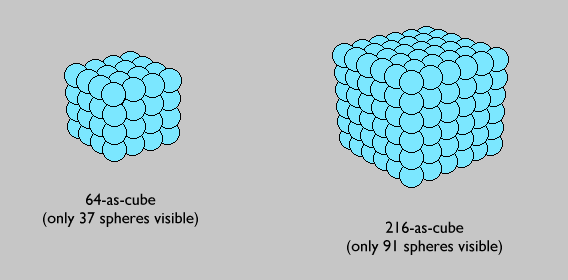 64-as-cube
(only 37 spheres visible)
216-as-cube
(only 91 spheres visible)